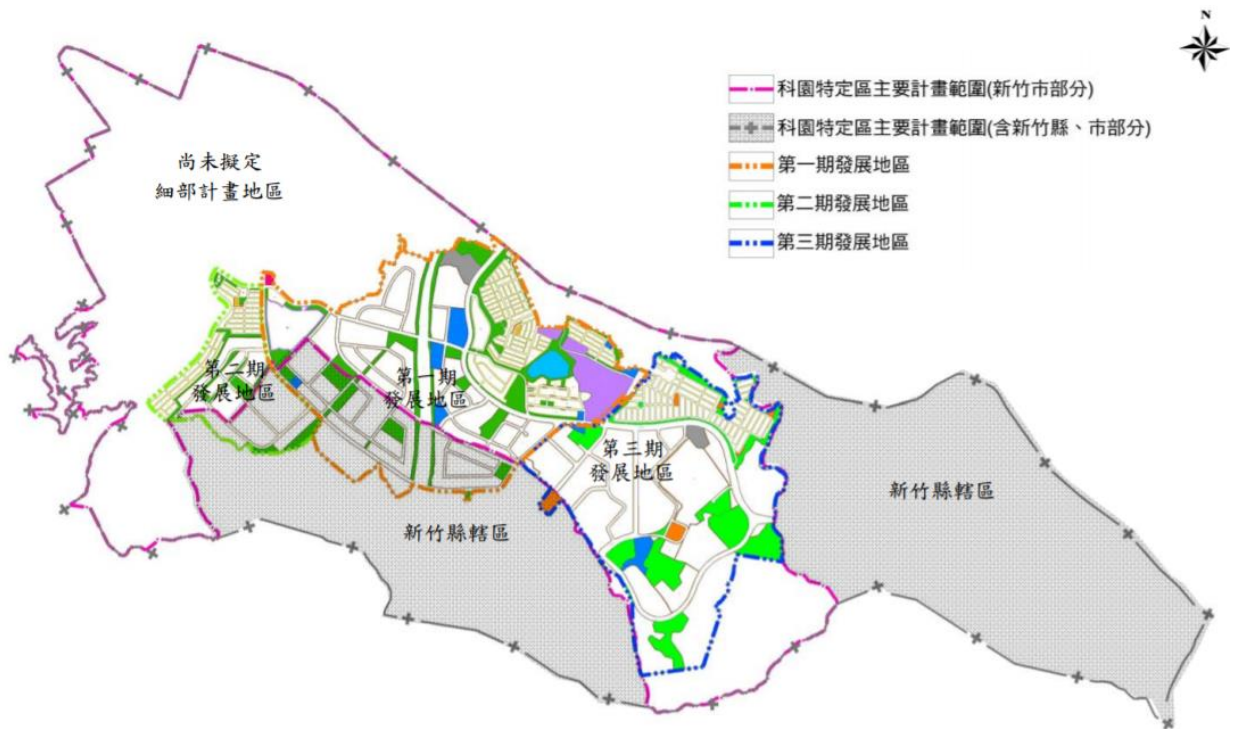 N
科園特定區主要計畫範圍(新竹市部分)
科園特定區主要計畫範圍(含新竹縣、市部分)
第一期發展地區
第二期發展地區
第三期發展地區
尚未擬定
細部計畫地區
第二期
發展地區
第一期
發展地區
第三期
發展地區
新竹縣轄區
新竹縣轄區